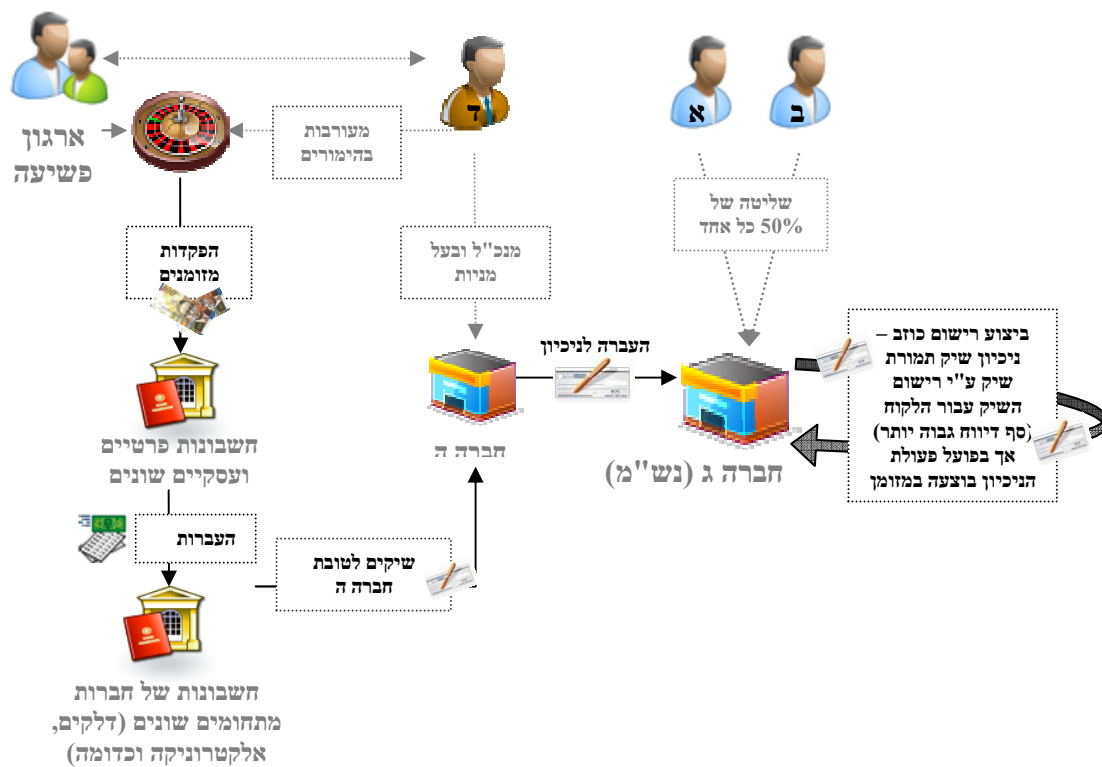 ד
א
ב
ארגון
פשיעה
מעורבות
בהימורים
שליטה של
50% כל אחד
הפקדות
מזומנים
מנכ"ל ובעל
מניות
העברה לניכיון
ביצוע רישום כוזב –
ניכיון שיק תמורת
שיק ע"י רישום
השיק עבור הלקוח
(סף דיווח גבוה יותר)
אך בפועל פעולת
הניכיון בוצעה במזומן
חשבונות פרטיים
ועסקיים שונים
חברה ה
חברה ג (נש"מ)
העברות
שיקים לטובת
חברה ה
חשבונות של חברות
מתחומים שונים (דלקים,
אלקטרוניקה וכדומה)